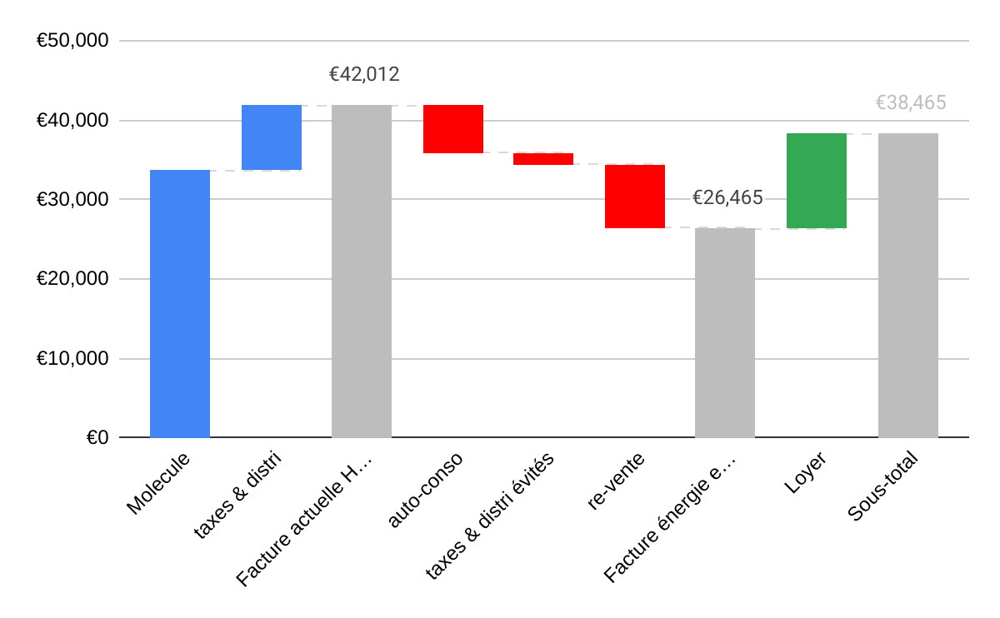 €50,000
€40,000
€30,000
€20,000
€10,000
€0
€42,012
€26,465
€38,465
Molecule
taxes & distri
Facture actuelle H…
auto-conso
taxes & distri évités
re-vente
Facture énergie e…
Loyer
Sous-total